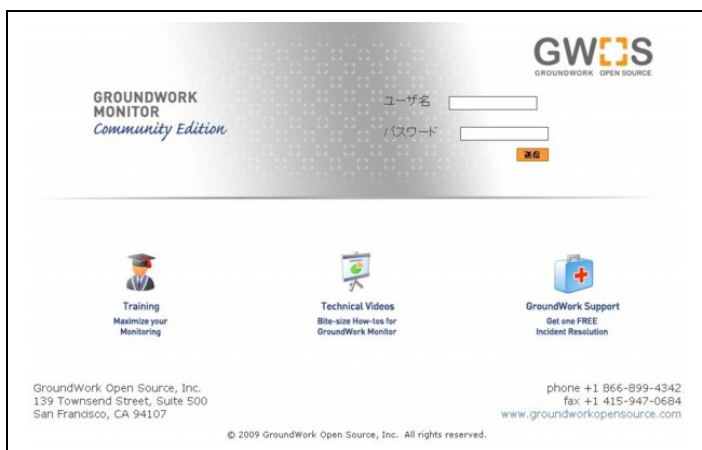 GW S
GROUNDWORK OPEN SOURCE
GROUNDWORK
MONITOR
Community Edition
ユーザ名
パスワード
送信
Training
Maximize your
Monitoring
Technical Videos
Bite-size How-tos for
GroundWork Monitor
GroundWork Support
Get one FREE
Incident Resolution
GroundWork Open Source, Inc.
139 Townsend Street, Suite 500
San Francisco, CA 94107
phone +1 866-899-4342
fax +1 415-947-0684
www.groundworkopensource.com
© 2009 GroundWork Open Source, Inc. All rights reserved.